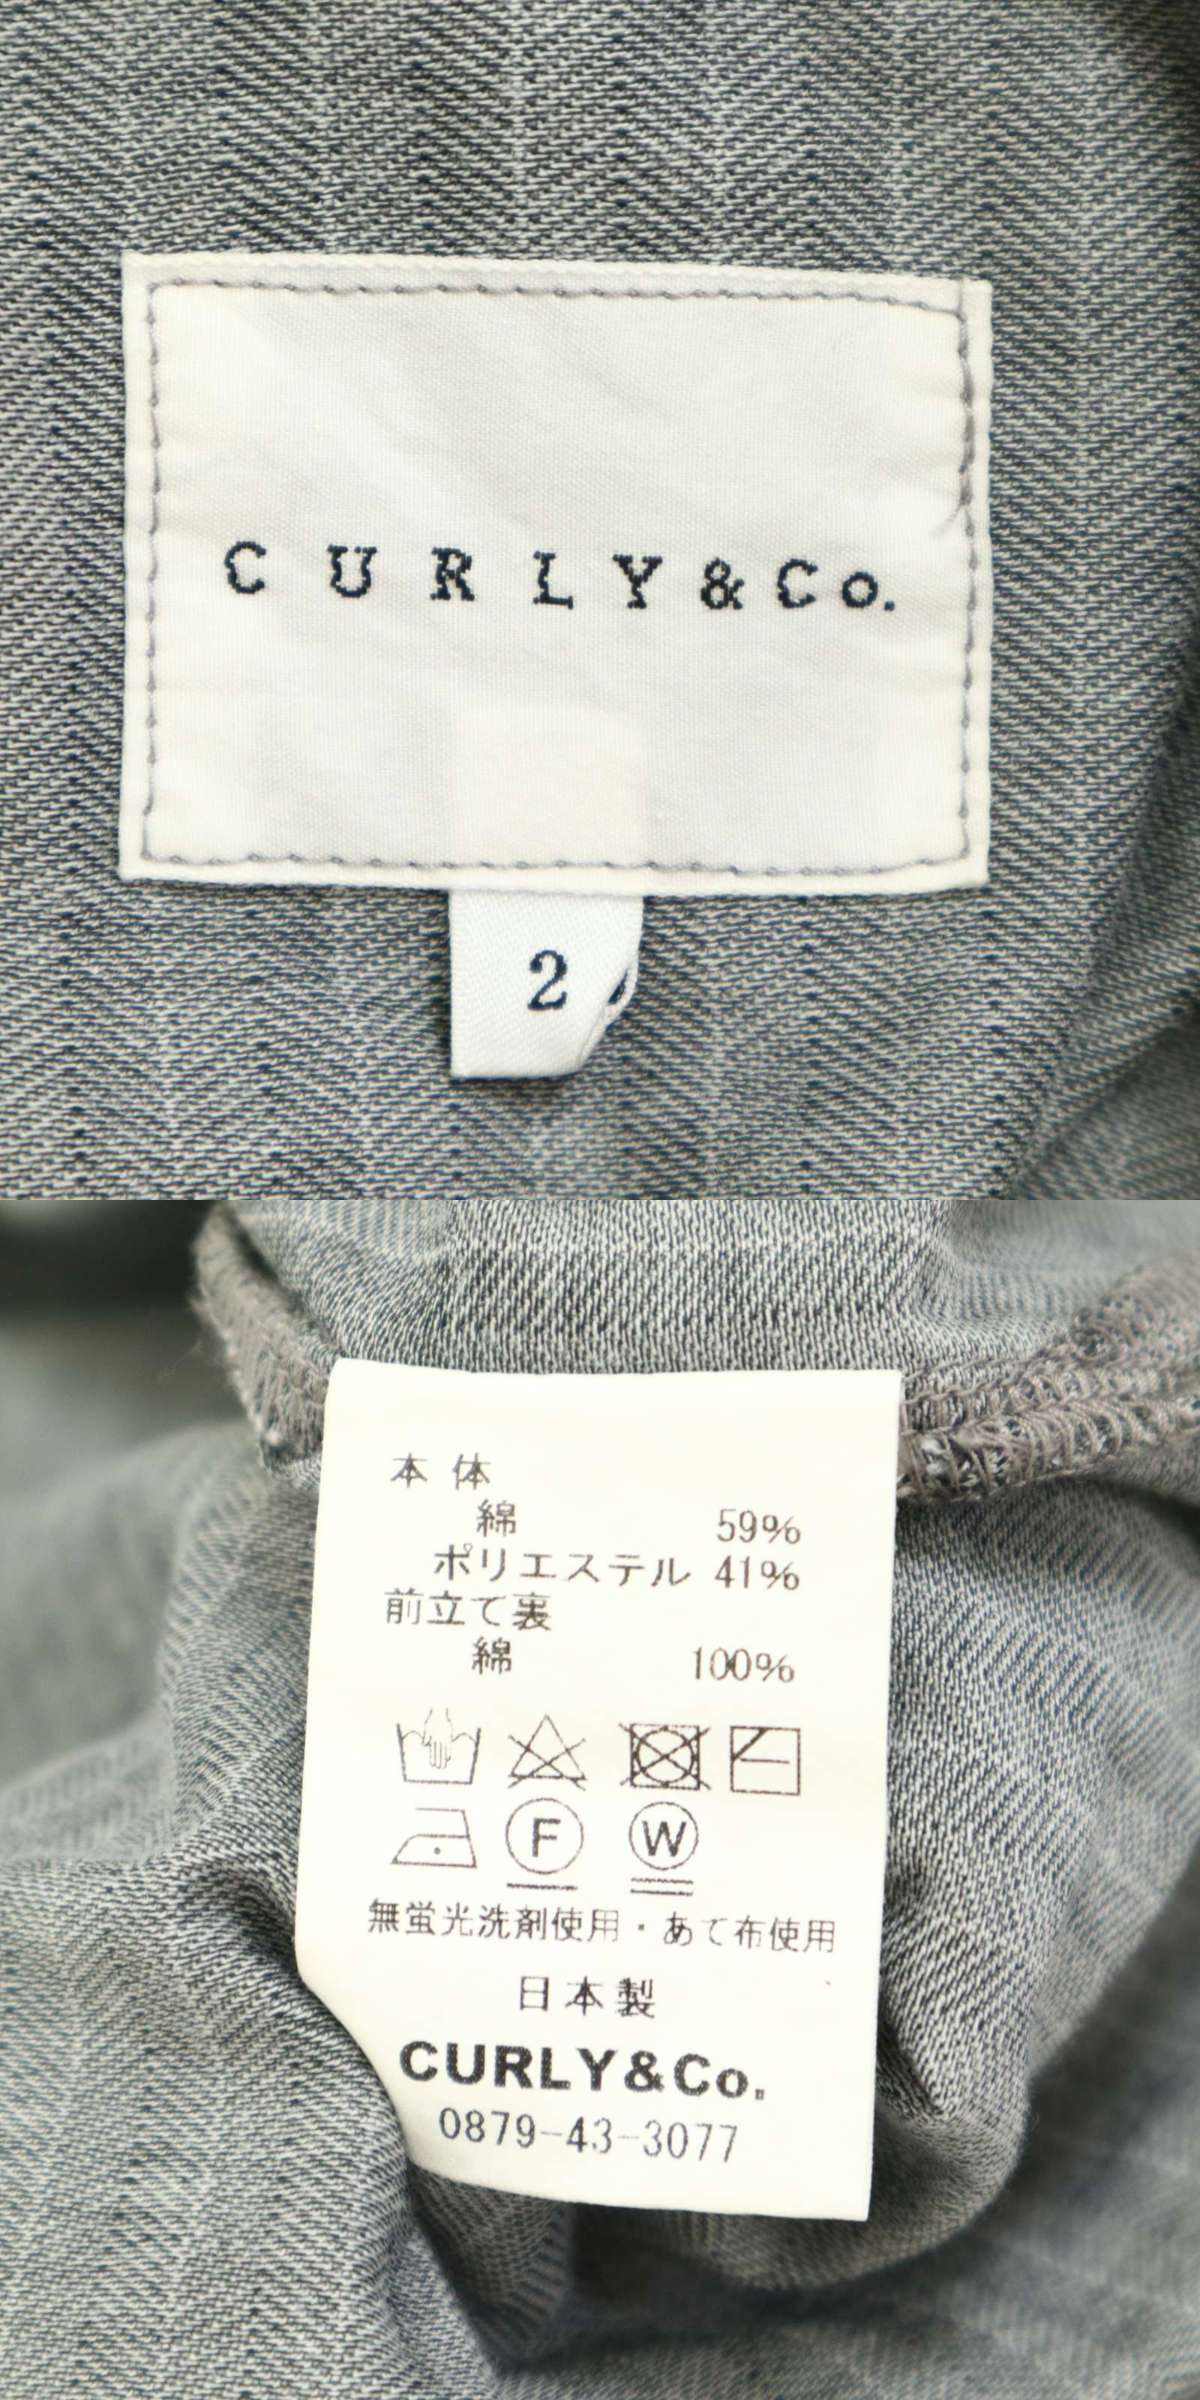 CURLY&Co.
2
本体
綿 59%
ポリエステル 41%
前立て裏
綿 100%
F W
無蛍光洗剤使用・あて布使用
日本製
CURLY&Co.
0879-43-3077